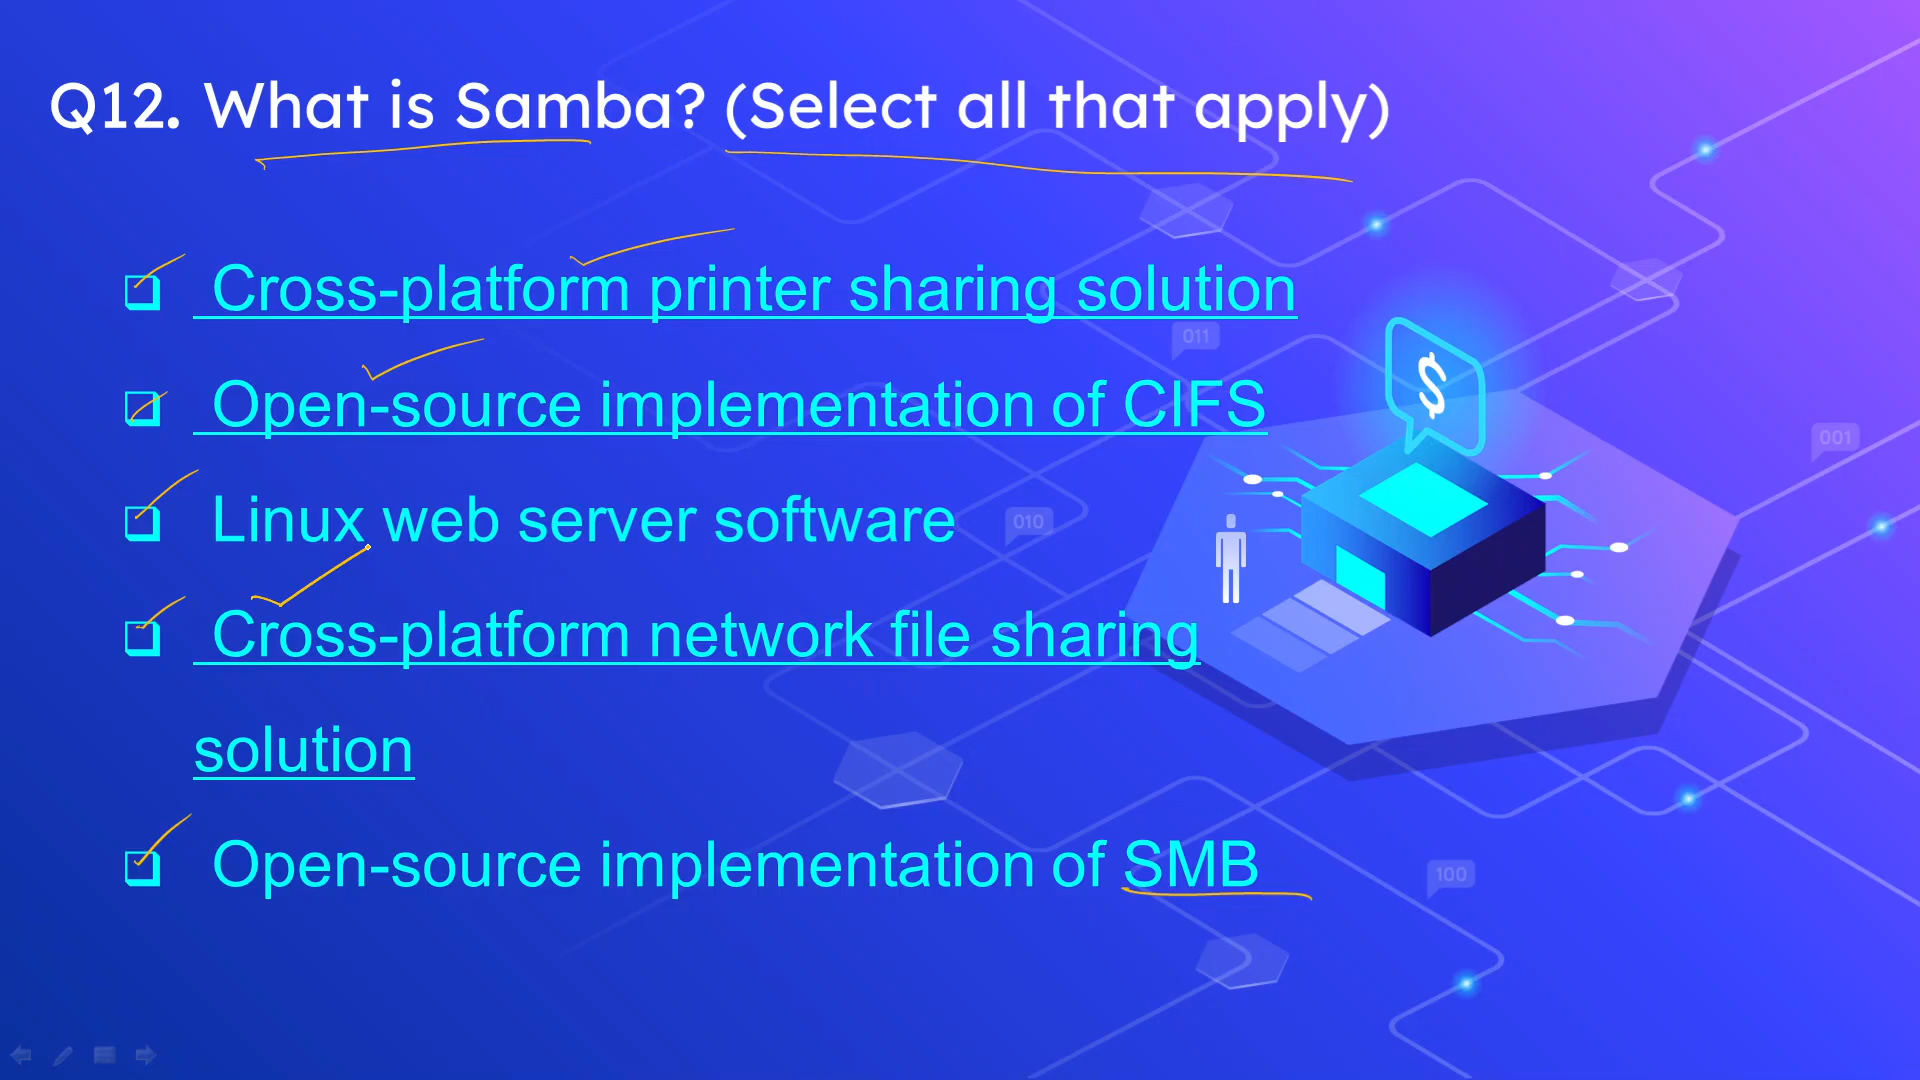 Q12. What is Samba? (Select all that apply)
Cross-platform printer sharing solution
Open-source implementation of CIFS
Linux web server software
Cross-platform network file sharing
solution
Open-source implementation of SMB
$
011
001
010
100